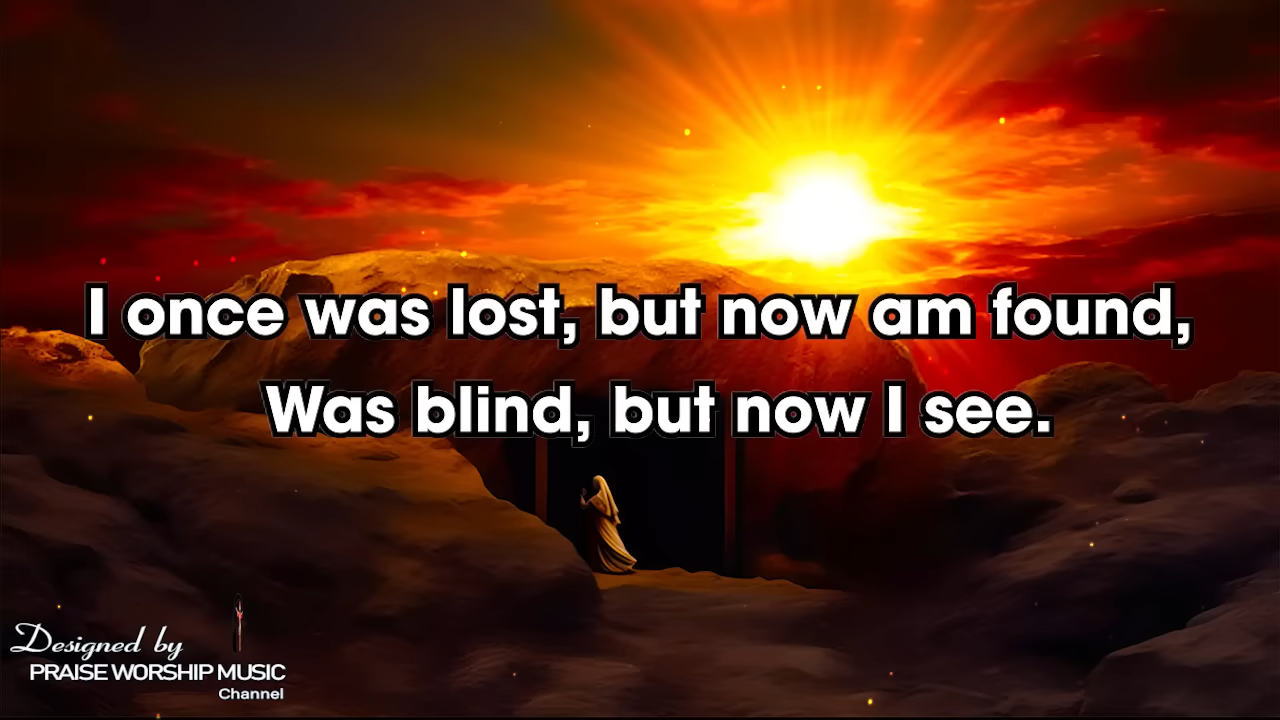 I once was lost, but now am found,
Was blind, but now I see.
Designed by
PRAISE WORSHIP MUSIC
Channel